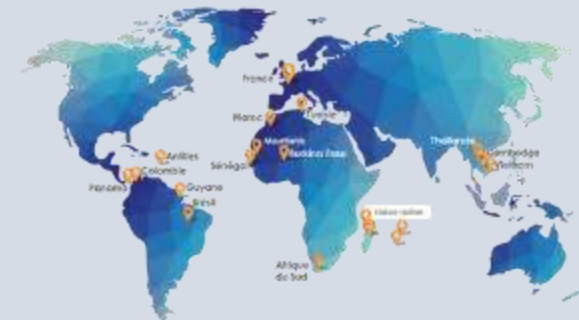 France
Tunisie
Maroc
Mauritanie
Burkina Faso
Sénégal
Thaïlande
Cambodge
Vietnam
Antilles
Colombie
Panama
Guyane
Brésil
Afrique
du Sud